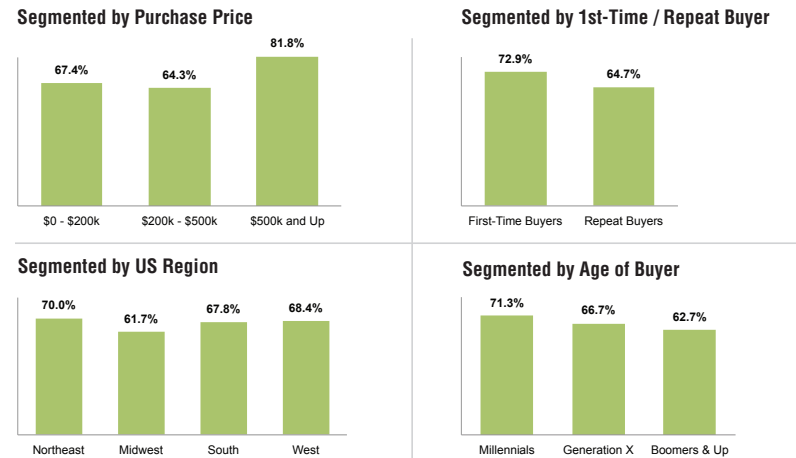 Segmented by Purchase Price
81.8%
67.4%
64.3%
$0 - $200k $200k - $500k $500k and Up
Segmented by 1st-Time / Repeat Buyer
72.9%
64.7%
First-Time Buyers Repeat Buyers
Segmented by US Region
70.0%
61.7%
67.8%
68.4%
Northeast Midwest South West
Segmented by Age of Buyer
71.3%
66.7%
62.7%
Millennials Generation X Boomers & Up